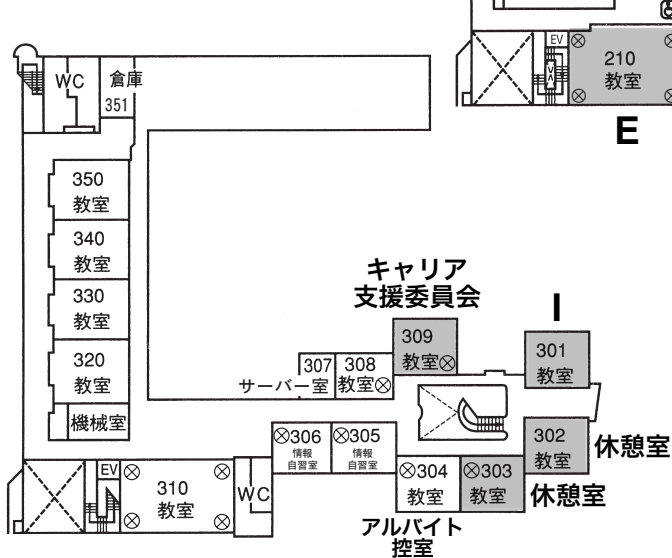 EV
210
教室
E
WC
倉庫
351
350
教室
340
教室
330
教室
320
教室
機械室
キャリア
支援委員会
I
309
教室
301
教室
307
サーバー室
308
教室
306
情報
自習室
305
情報
自習室
302
教室
休憩室
304
教室
303
教室
休憩室
アルバイト
控室
EV
310
教室
WC